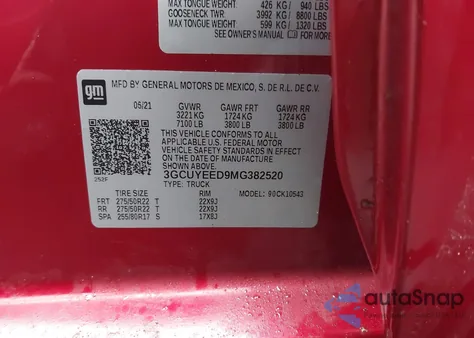 MAX TONGUE WEIGHT 426 KG/ 940 LBS
GOOSENECK TWR 3992 KG / 8800 LBS
MAX TONGUE WEIGHT 599 KG / 1320 LBS
SEE OWNER'S MANUAL FOR MORE
gm
MFD BY GENERAL MOTORS DE MEXICO, S. DE R.L. DE C.V.
05/21 GVWR GAWR FRT GAWR RR
3221 KG 1724 KG 1724 KG
7100 LB 3800 LB 3800 LB
THIS VEHICLE CONFORMS TO ALL
APPLICABLE U.S. FEDERAL MOTOR
VEHICLE SAFETY STANDARDS IN
EFFECT ON THE DATE OF
MANUFACTURE SHOWN ABOVE.
3GCUYEED9MG382520
TYPE: TRUCK
252F
MODEL: 90CK10543
TIRE SIZE RIM
FRT 275/50R22 T 22X9J
RR 275/50R22 T 22X9J
SPA 255/80R17 S 17X8J
autoSnap